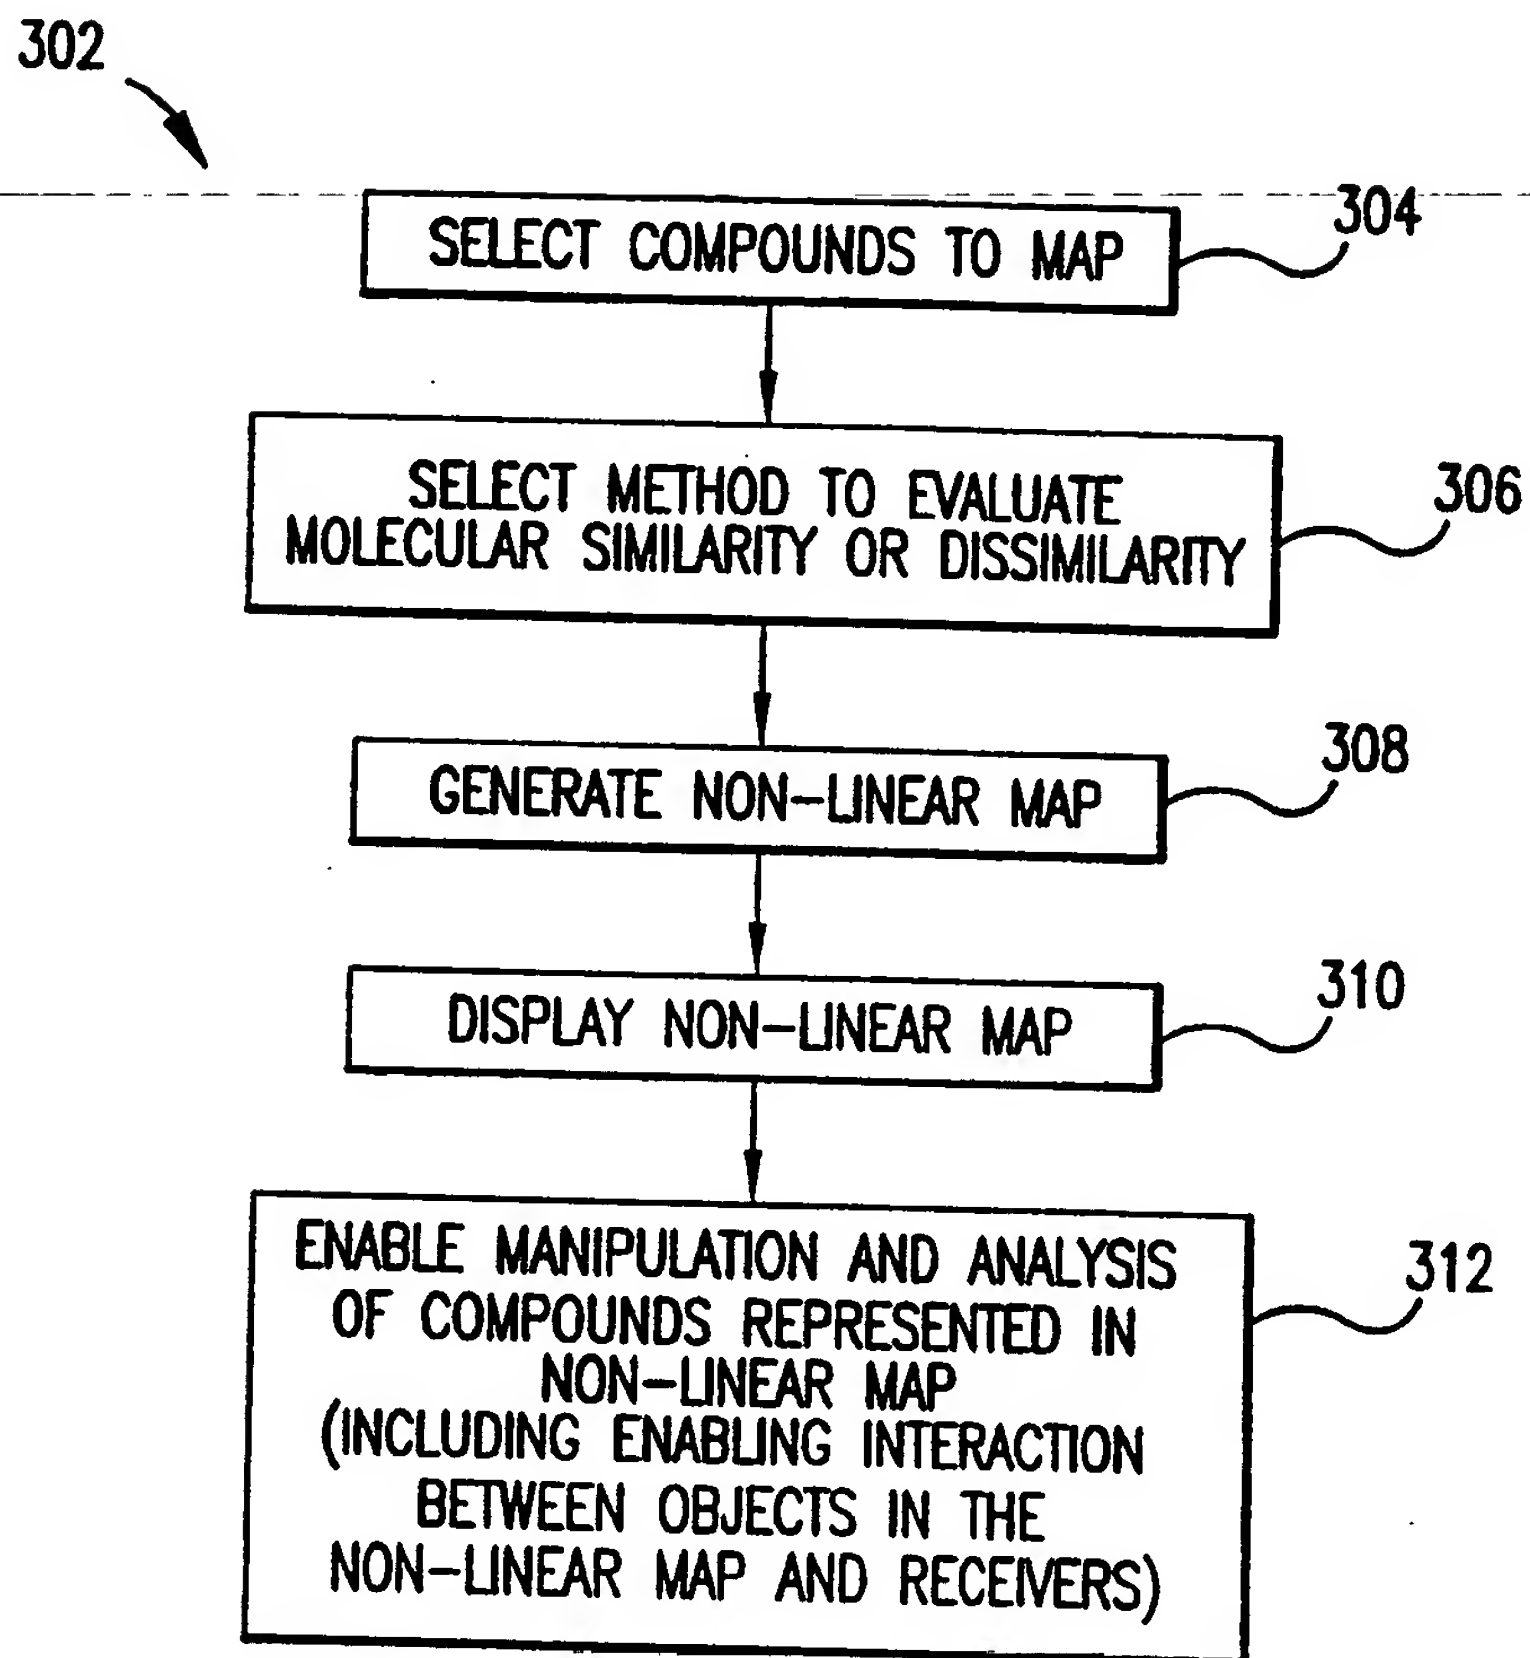 302
SELECT COMPOUNDS TO MAP
304
SELECT METHOD TO EVALUATE
MOLECULAR SIMILARITY OR DISSIMILARITY
306
GENERATE NON-LINEAR MAP
308
DISPLAY NON-LINEAR MAP
310
ENABLE MANIPULATION AND ANALYSIS
OF COMPOUNDS REPRESENTED IN
NON-LINEAR MAP
(INCLUDING ENABLING INTERACTION
BETWEEN OBJECTS IN THE
NON-LINEAR MAP AND RECEIVERS)
312